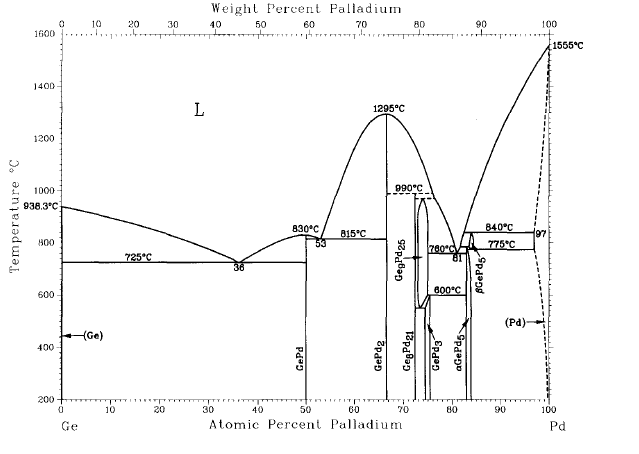 Weight Percent Palladium
0 10 20 30 40 50 60 70 80 90 100
1600
1400
1200
1000
800
600
400
200
Temperature °C
L
1555°C
1295°C
990°C
938.3°C
830°C
840°C
97
53
815°C
775°C
760°C
81
725°C
36
600°C
(Ge)
(Pd)
GePd
GePd2
Ge8Pd21
Ge9Pd25
GePd3
αGePd5
βGePd5
0 10 20 30 40 50 60 70 80 90 100
Ge
Atomic Percent Palladium
Pd